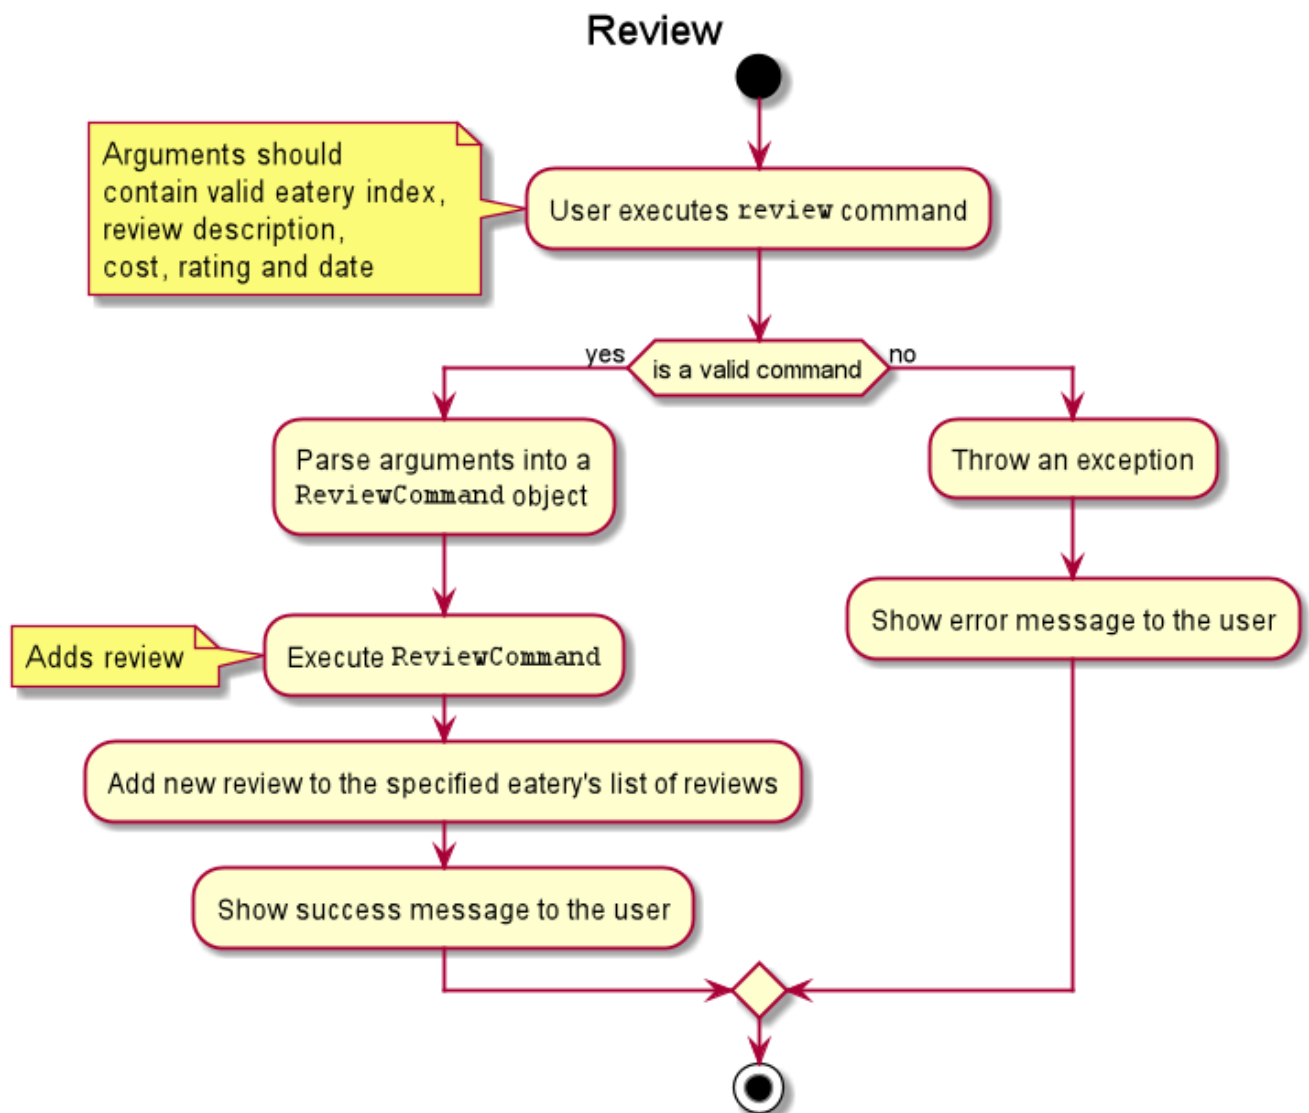 Review
Arguments should
contain valid eatery index,
review description,
cost, rating and date
User executes review command
yes
is a valid command
no
Parse arguments into a
ReviewCommand object
Throw an exception
Show error message to the user
Adds review
Execute ReviewCommand
Add new review to the specified eatery's list of reviews
Show success message to the user